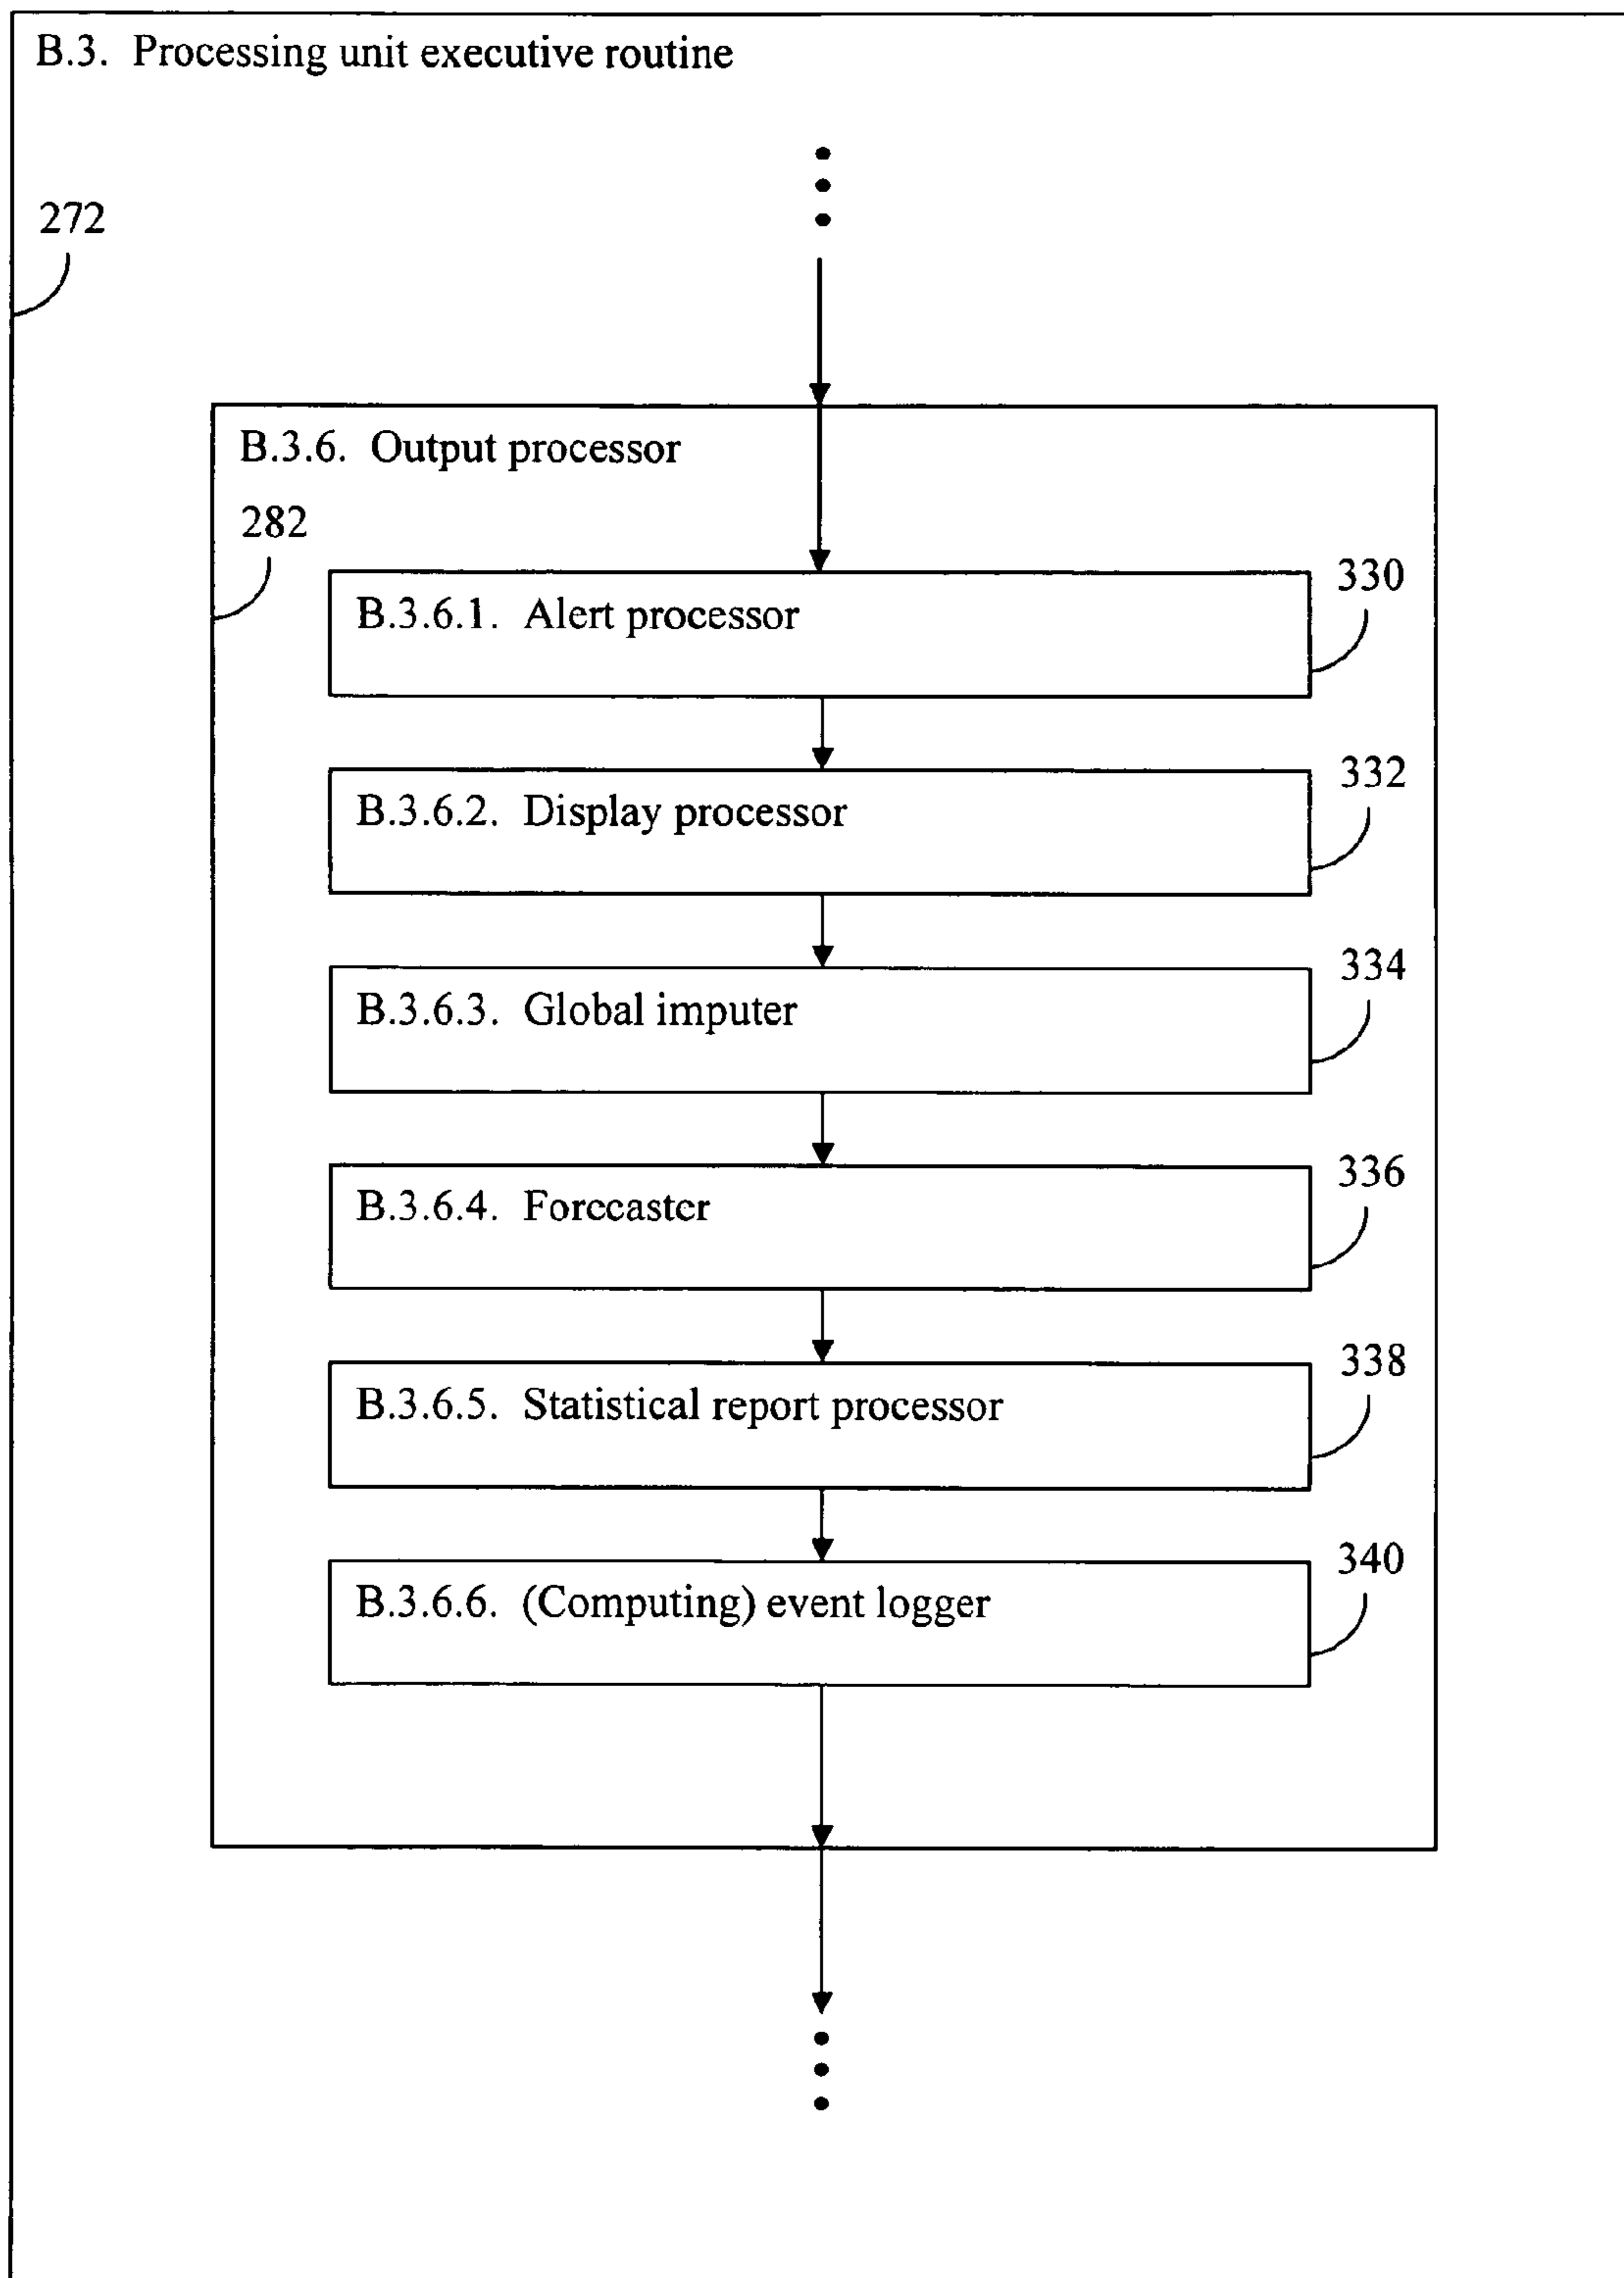 B.3. Processing unit executive routine
272
B.3.6. Output processor
282
B.3.6.1. Alert processor
330
B.3.6.2. Display processor
332
B.3.6.3. Global imputer
334
B.3.6.4. Forecaster
336
B.3.6.5. Statistical report processor
338
B.3.6.6. (Computing) event logger
340